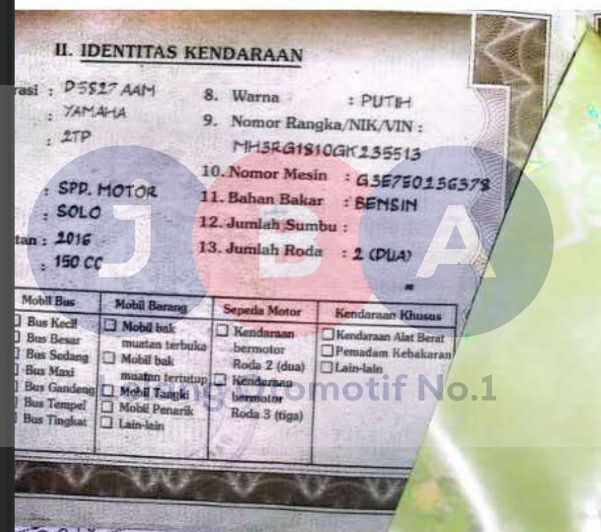 II. IDENTITAS KENDARAAN
rasi : D5527 AAM
: YAMAHA
: 2TP
: SPD. MOTOR
: SOLO
tan : 2016
: 150 CC
8. Warna : PUTIH
9. Nomor Rangka/NIK/VIN :
MH3RG1810GK235513
10. Nomor Mesin : G3E7E0256378
11. Bahan Bakar : BENSIN
12. Jumlah Sumbu :
13. Jumlah Roda : 2 (DUA)
JBA
Lelang Otomotif No.1
Mobil Bus
Bus Kecil
Bus Besar
Bus Sedang
Bus Maxi
Bus Gandeng
Bus Tempel
Bus Tingkat
Mobil Barang
Mobil bak
muatan terbuka
Mobil bak
muatan tertutup
Mobil Tangki
Mobil Penarik
Lain-lain
Sepeda Motor
Kendaraan
bermotor
Roda 2 (dua)
Kendaraan
bermotor
Roda 3 (tiga)
Kendaraan Khusus
Kendaraan Alat Berat
Pemadam Kebakaran
Lain-lain